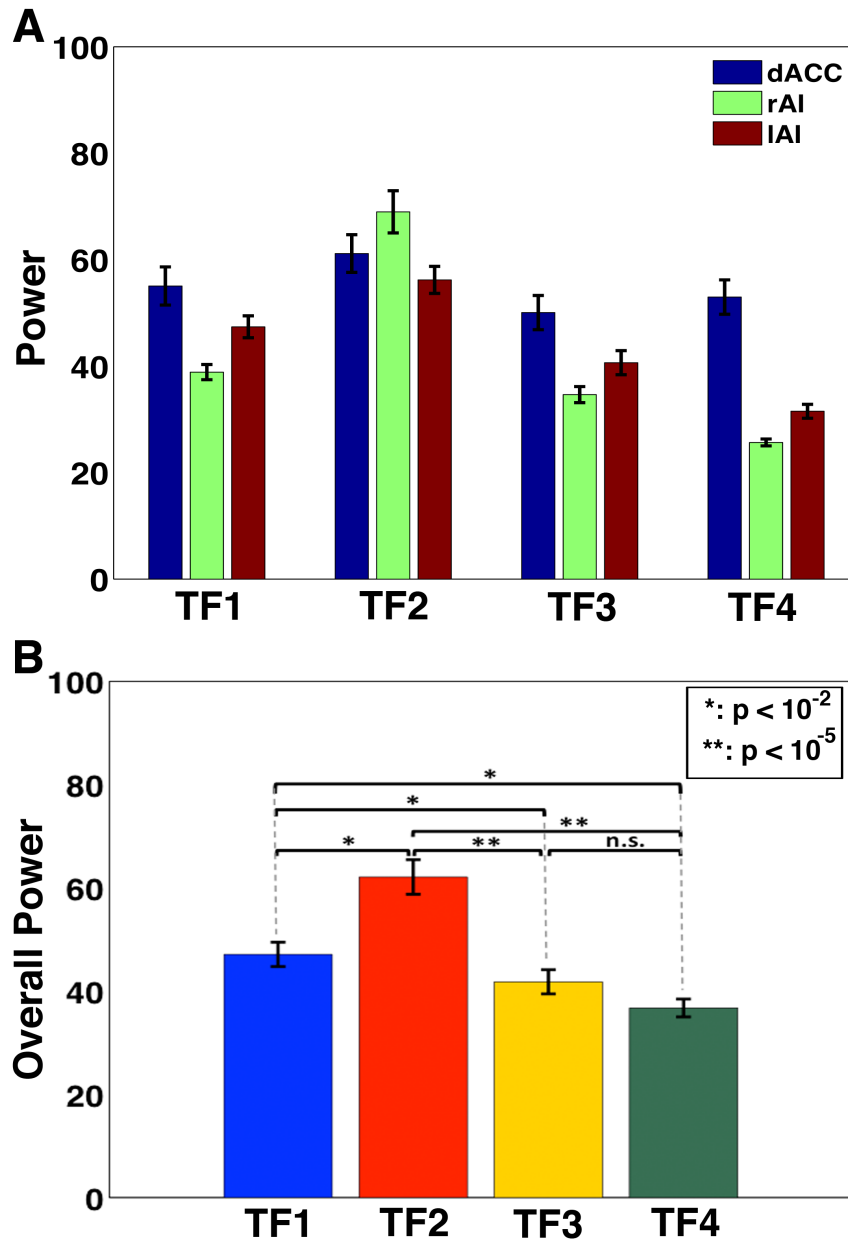 A
100
80
60
40
20
0
Power
dACC
rAI
lAI
TF1 TF2 TF3 TF4
B
100
80
60
40
20
0
Overall Power
*: p < 10^-2
**: p < 10^-5
*
*
**
* ** n.s.
TF1 TF2 TF3 TF4